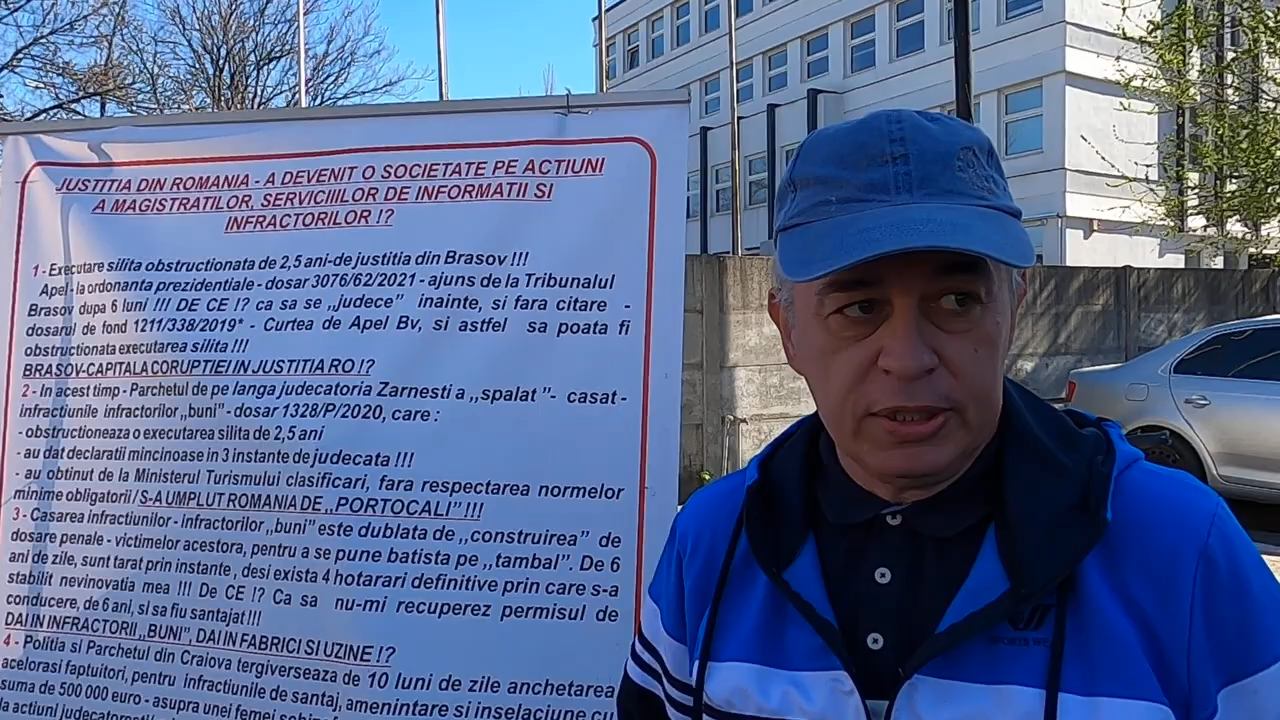 JUSTITIA DIN ROMANIA - A DEVENIT O SOCIETATE PE ACTIUNI
A MAGISTRATILOR, SERVICIIILOR DE INFORMATII SI
INFRACTORILOR !?
1 - Executare silita obstructionata de 2,5 ani-de justitia din Brasov !!!
Apel - la ordonanta prezidentiale - dosar 3076/62/2021 - ajuns de la Tribunalul
Brasov dupa 6 luni !!! DE CE !? ca sa se ,,judece" inainte, si fara citare -
dosarul de fond 1211/338/2019* - Curtea de Apel Bv, si astfel sa poata fi
obstructionata executarea silita !!!
BRASOV-CAPITALA CORUPTIEI IN JUSTITIA RO !?
2 - In acest timp - Parchetul de pe langa judecatoria Zarnesti a ,,spalat "- casat -
infractiunile infractorilor ,,buni" - dosar 1328/P/2020, care :
- obstructioneaza o executarea silita de 2,5 ani
- au dat declaratii mincinoase in 3 instante de judecata !!!
- au obtinut de la Ministerul Turismului clasificari, fara respectarea normelor
minime obligatorii / S-A UMPLUT ROMANIA DE ,,PORTOCALI" !!!
3 - Casarea infractiunilor - infractorilor ,,buni" este dublata de ,,construirea" de
dosare penale - victimelor acestora, pentru a se pune batista pe ,,tambal". De 6
ani de zile, sunt tarat prin instante , desi exista 4 hotarari definitive prin care s-a
stabilit nevinovatia mea !!! De CE !? Ca sa nu-mi recuperez permisul de
conducere, de 6 ani, si sa fiu santajat !!!
DAI IN INFRACTORII ,,BUNI", DAI IN FABRICI SI UZINE !?
4 - Politia si Parchetul din Craiova tergiverseaza de 10 luni de zile anchetarea
acelorasi faptuitori, pentru infractiunile de santaj, amenintare si inselaciune cu
suma de 500 000 euro - asupra unei femei
la actiuni